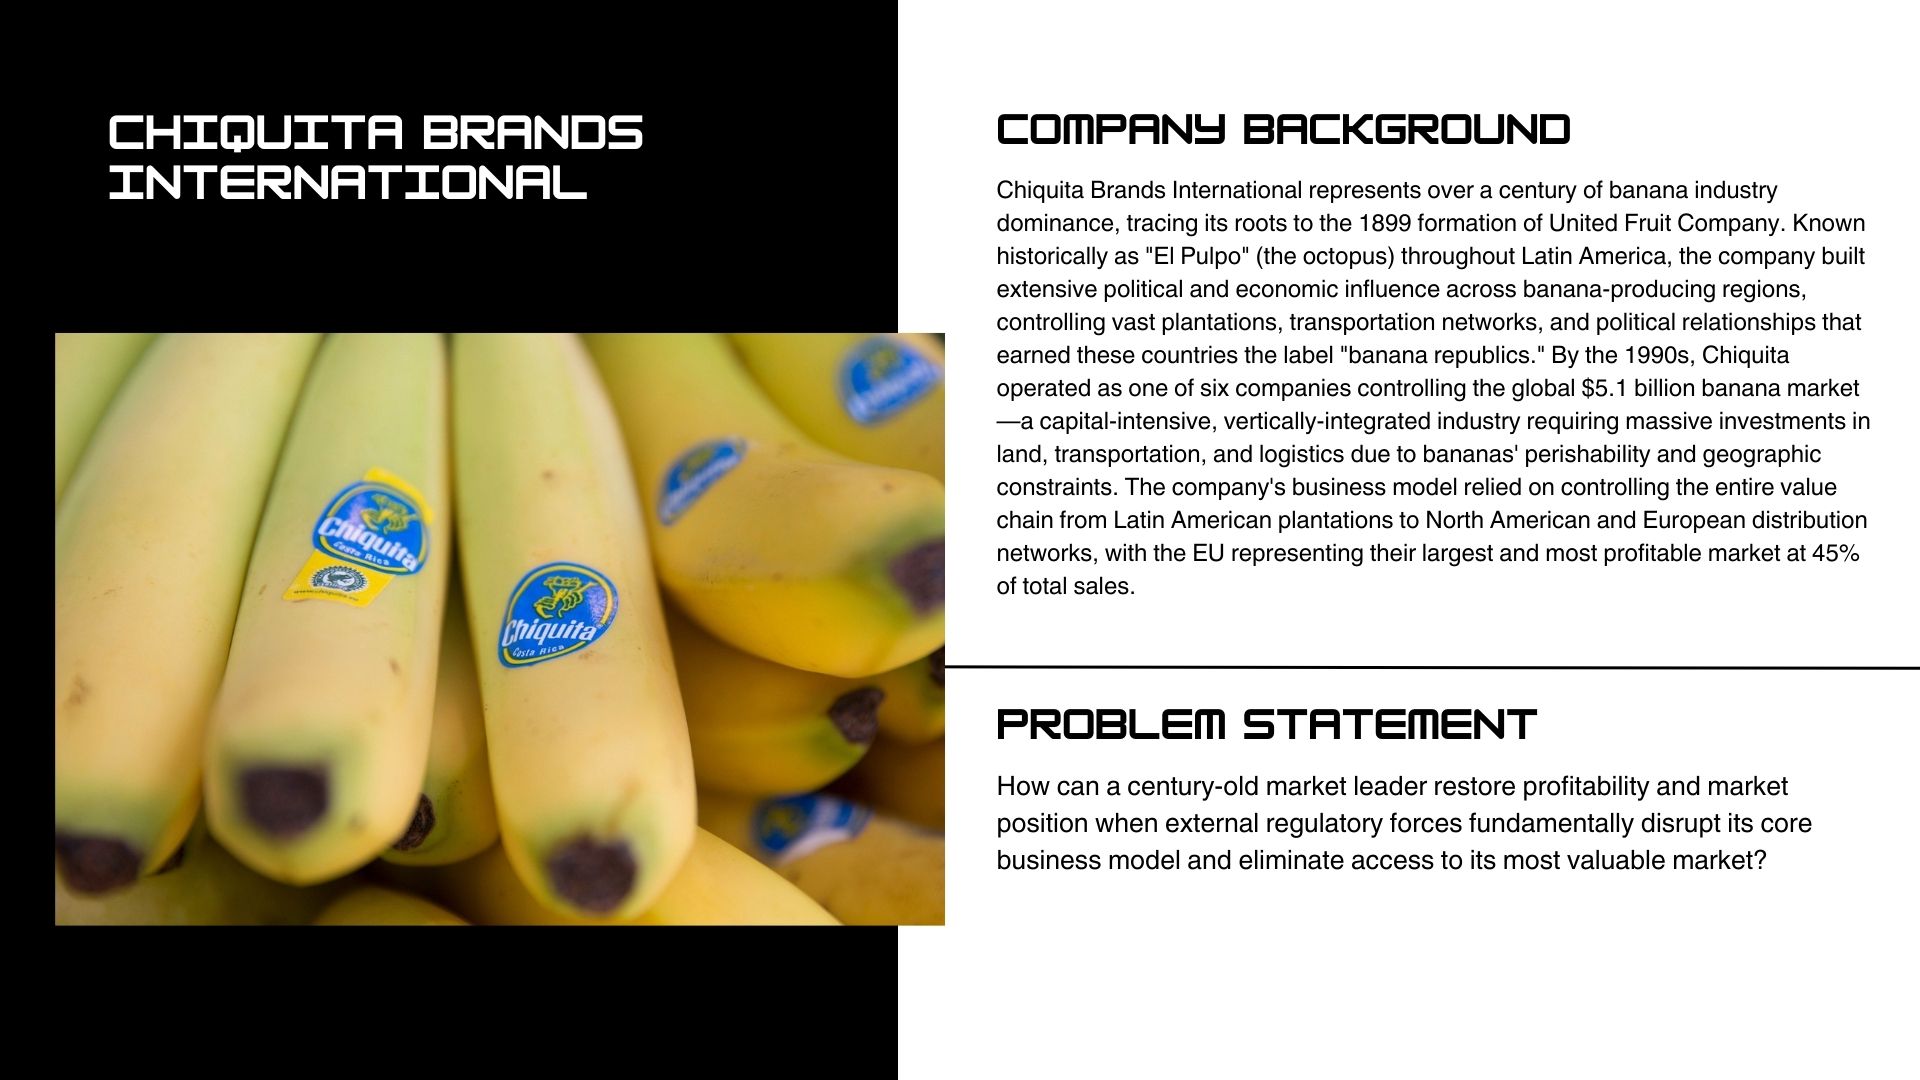 CHIQUITA BRANDS
INTERNATIONAL
Chiquita
Chiquita
Costa Rica
Chiquita
Costa Rica
COMPANY BACKGROUND
Chiquita Brands International represents over a century of banana industry
dominance, tracing its roots to the 1899 formation of United Fruit Company. Known
historically as "El Pulpo" (the octopus) throughout Latin America, the company built
extensive political and economic influence across banana-producing regions,
controlling vast plantations, transportation networks, and political relationships that
earned these countries the label "banana republics." By the 1990s, Chiquita
operated as one of six companies controlling the global $5.1 billion banana market
—a capital-intensive, vertically-integrated industry requiring massive investments in
land, transportation, and logistics due to bananas' perishability and geographic
constraints. The company's business model relied on controlling the entire value
chain from Latin American plantations to North American and European distribution
networks, with the EU representing their largest and most profitable market at 45%
of total sales.
PROBLEM STATEMENT
How can a century-old market leader restore profitability and market
position when external regulatory forces fundamentally disrupt its core
business model and eliminate access to its most valuable market?